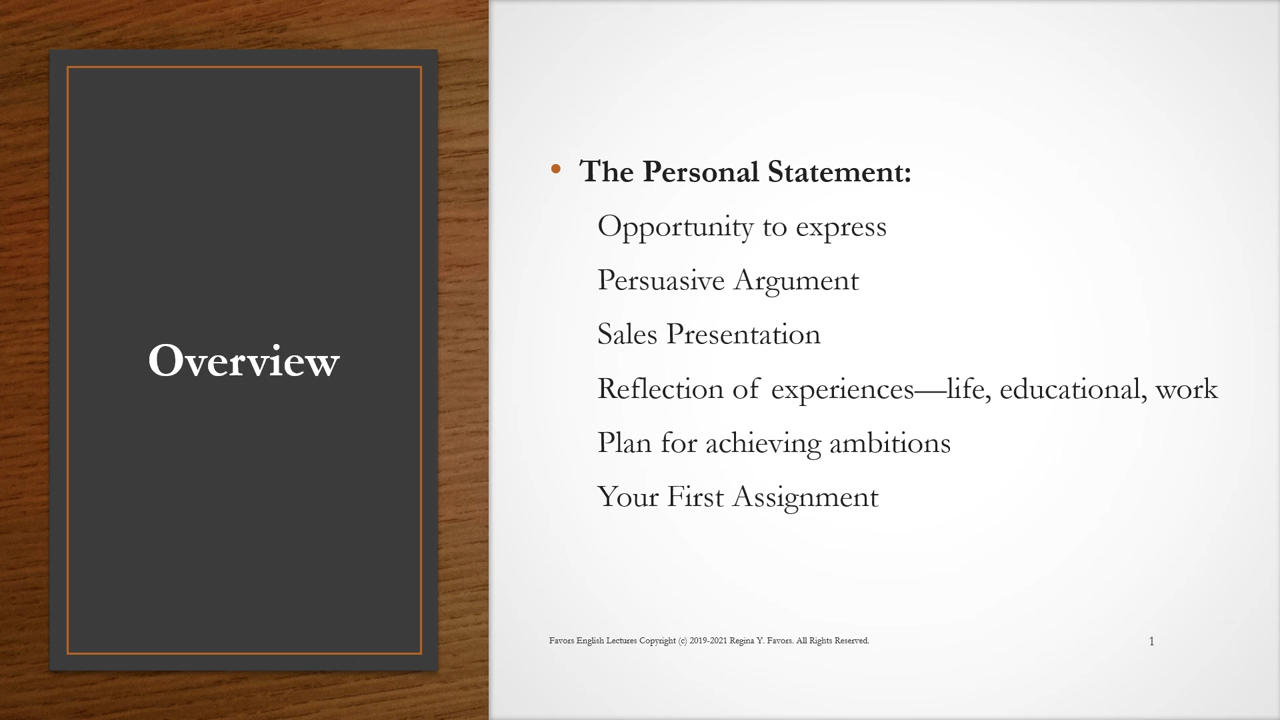 Overview
• The Personal Statement:
Opportunity to express
Persuasive Argument
Sales Presentation
Reflection of experiences—life, educational, work
Plan for achieving ambitions
Your First Assignment
Favors English Lectures Copyright (c) 2019-2021 Regina Y. Favors. All Rights Reserved.
1